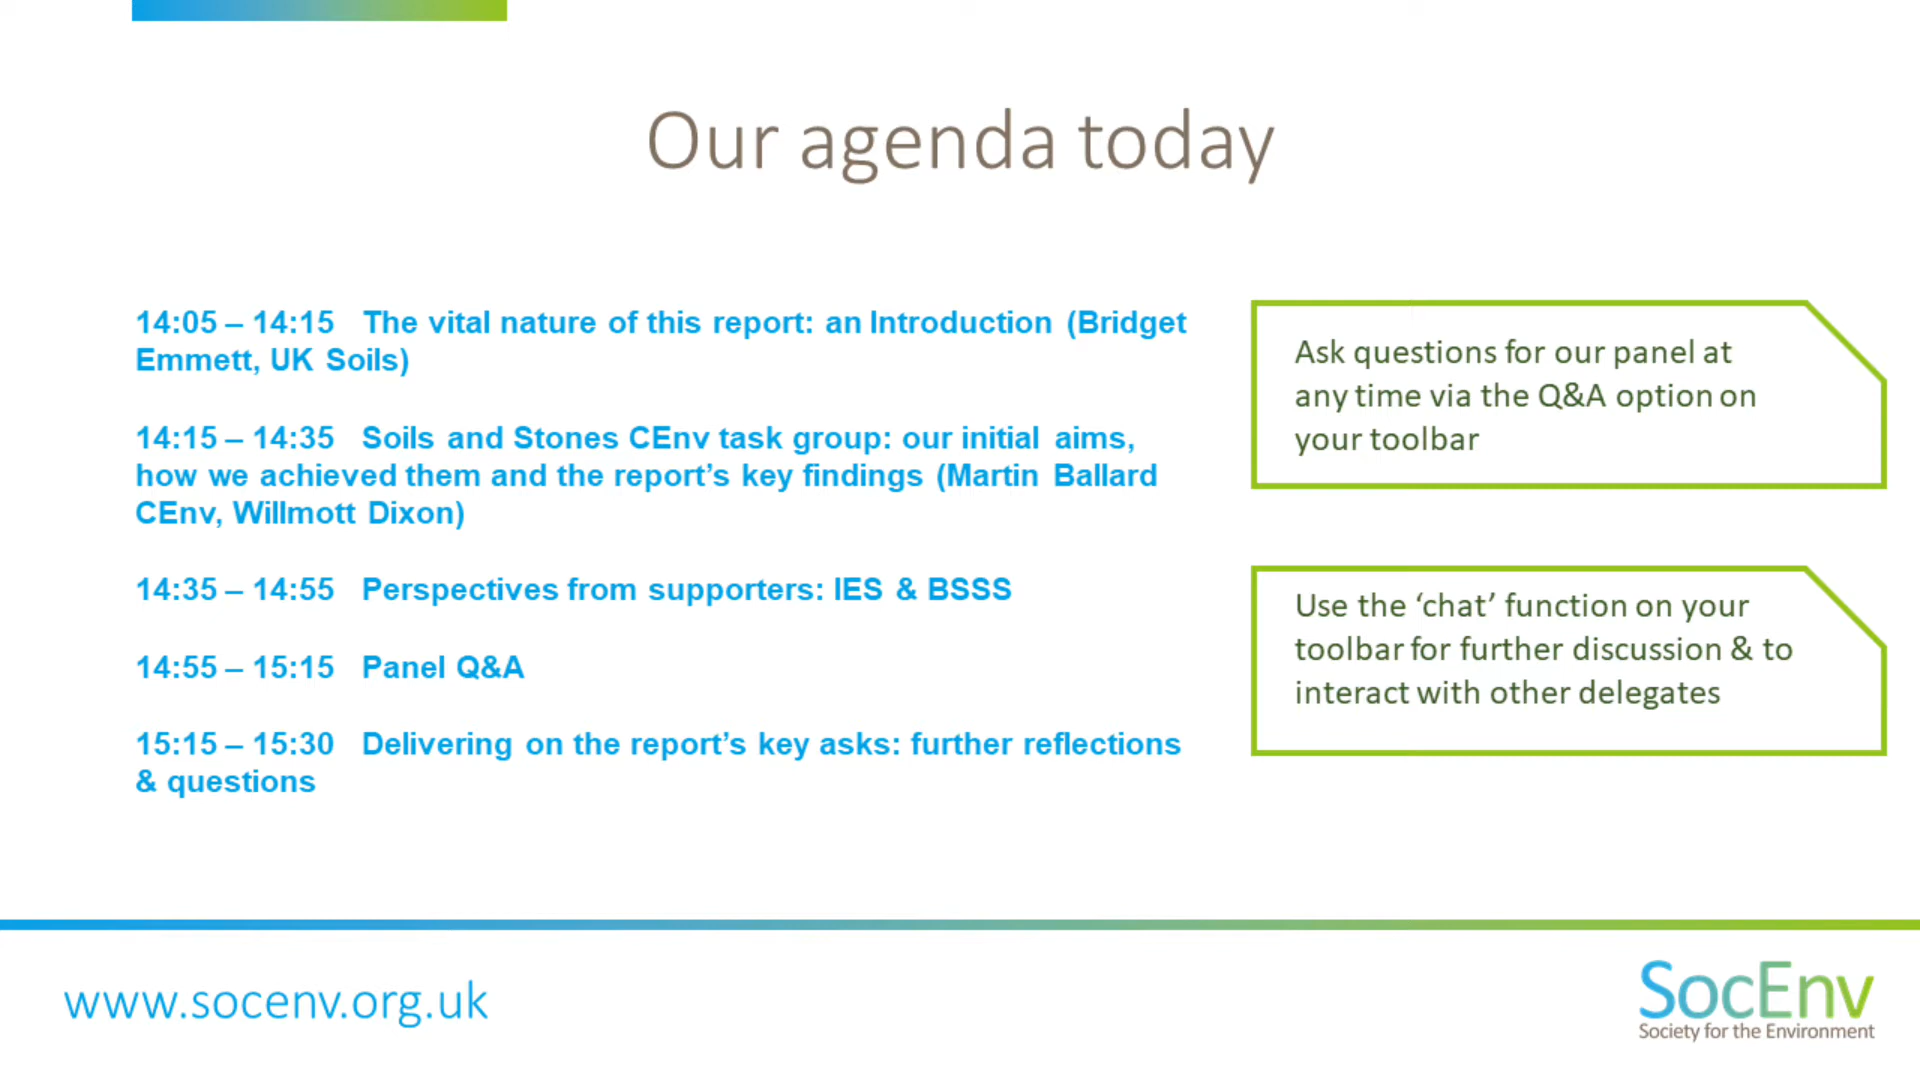 Our agenda today
14:05 – 14:15 The vital nature of this report: an Introduction (Bridget
Emmett, UK Soils)
14:15 – 14:35 Soils and Stones CEnv task group: our initial aims,
how we achieved them and the report’s key findings (Martin Ballard
CEnv, Willmott Dixon)
14:35 – 14:55 Perspectives from supporters: IES & BSSS
14:55 – 15:15 Panel Q&A
15:15 – 15:30 Delivering on the report’s key asks: further reflections
& questions
Ask questions for our panel at
any time via the Q&A option on
your toolbar
Use the ‘chat’ function on your
toolbar for further discussion & to
interact with other delegates
www.socenv.org.uk
SocEnv
Society for the Environment